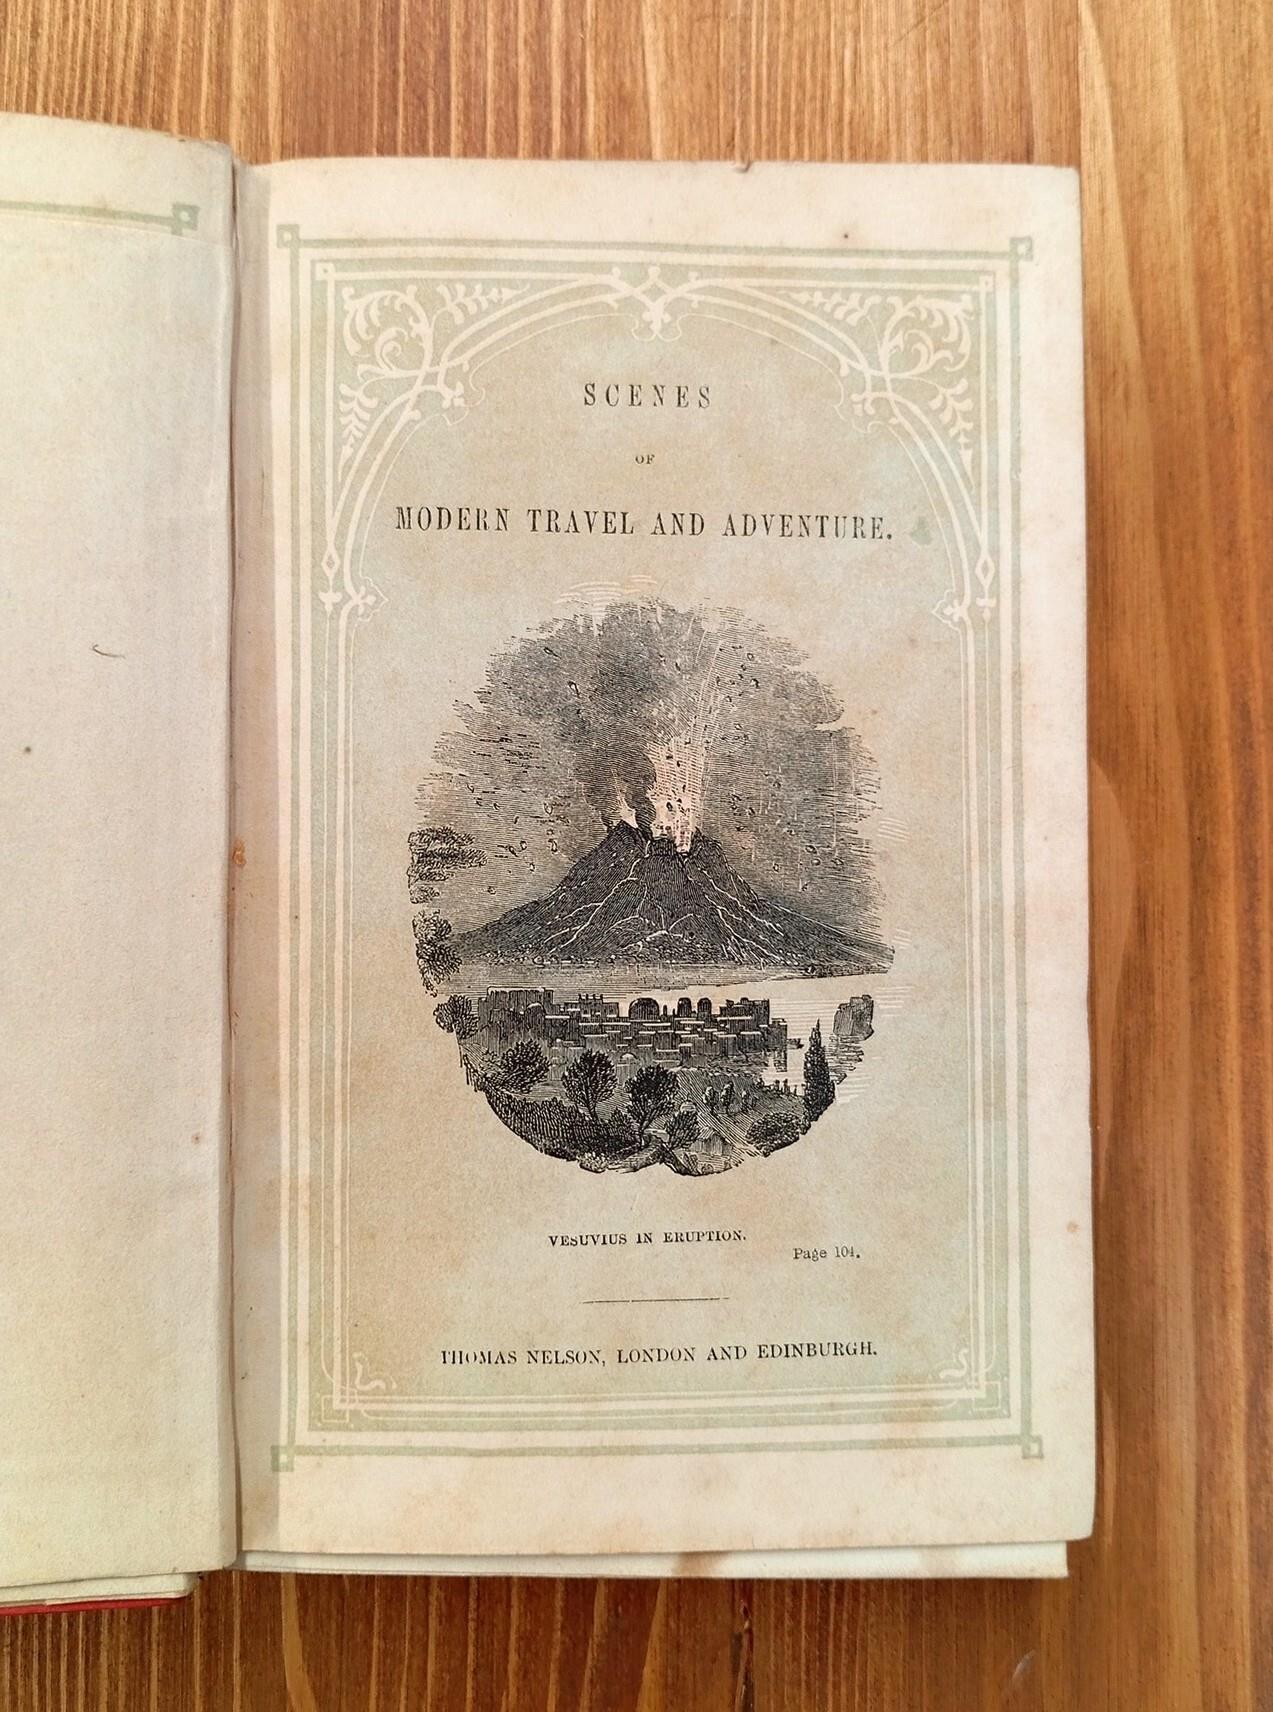 SCENES
OF
MODERN TRAVEL AND ADVENTURE.
VESUVIUS IN ERUPTION.
Page 104.
THOMAS NELSON, LONDON AND EDINBURGH.